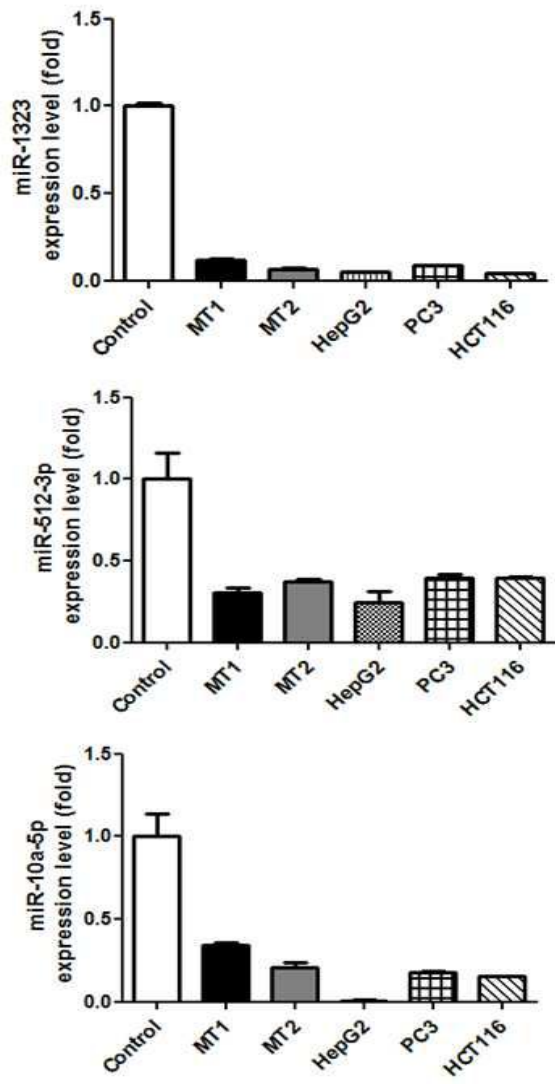 miR-1323
expression level (fold)
1.5
1.0
0.5
0.0
Control
MT1
MT2
HepG2
PC3
HCT116
miR-512-3p
expression level (fold)
1.5
1.0
0.5
0.0
Control
MT1
MT2
HepG2
PC3
HCT116
miR-10a-5p
expression level (fold)
1.5
1.0
0.5
0.0
Control
MT1
MT2
HepG2
PC3
HCT116